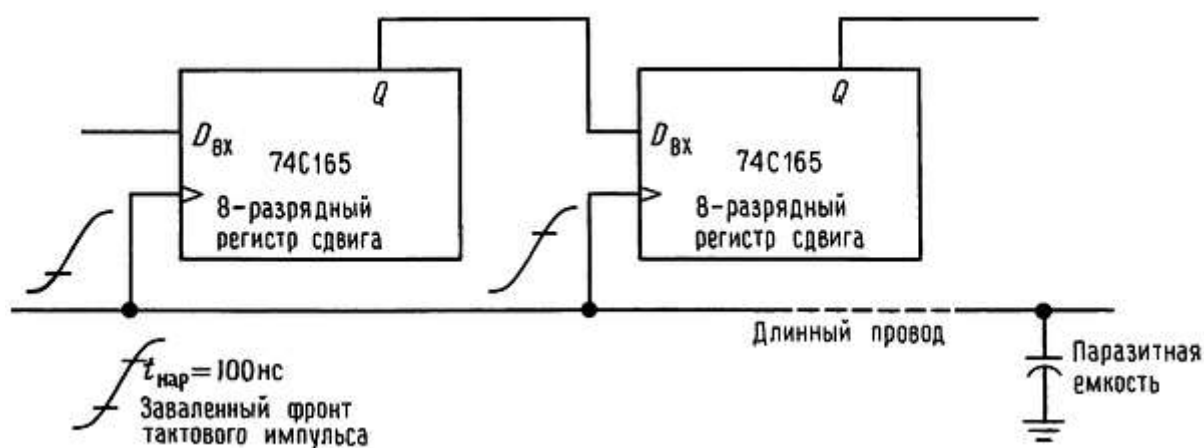 Q
Q
D вх
74C165
8-разрядный
регистр сдвига
D вх
74C165
8-разрядный
регистр сдвига
Длинный провод
Паразитная
емкость
t нар = 100нс
Заваленный фронт
тактового импульса